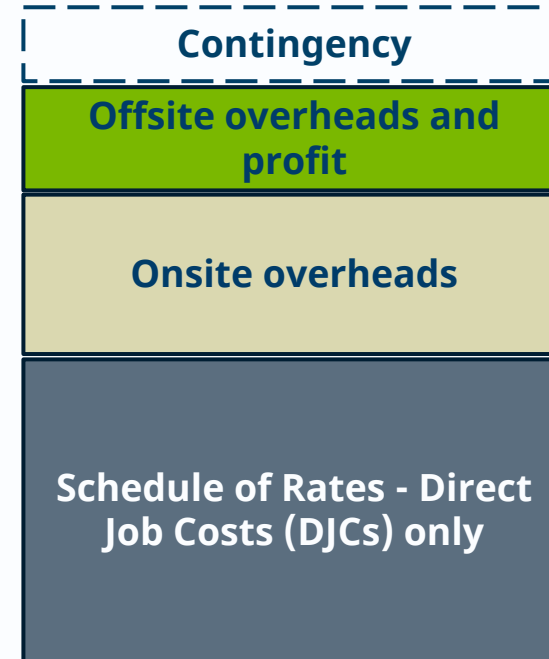 Contingency
Offsite overheads and
profit
Onsite overheads
Schedule of Rates - Direct
Job Costs (DJCs) only